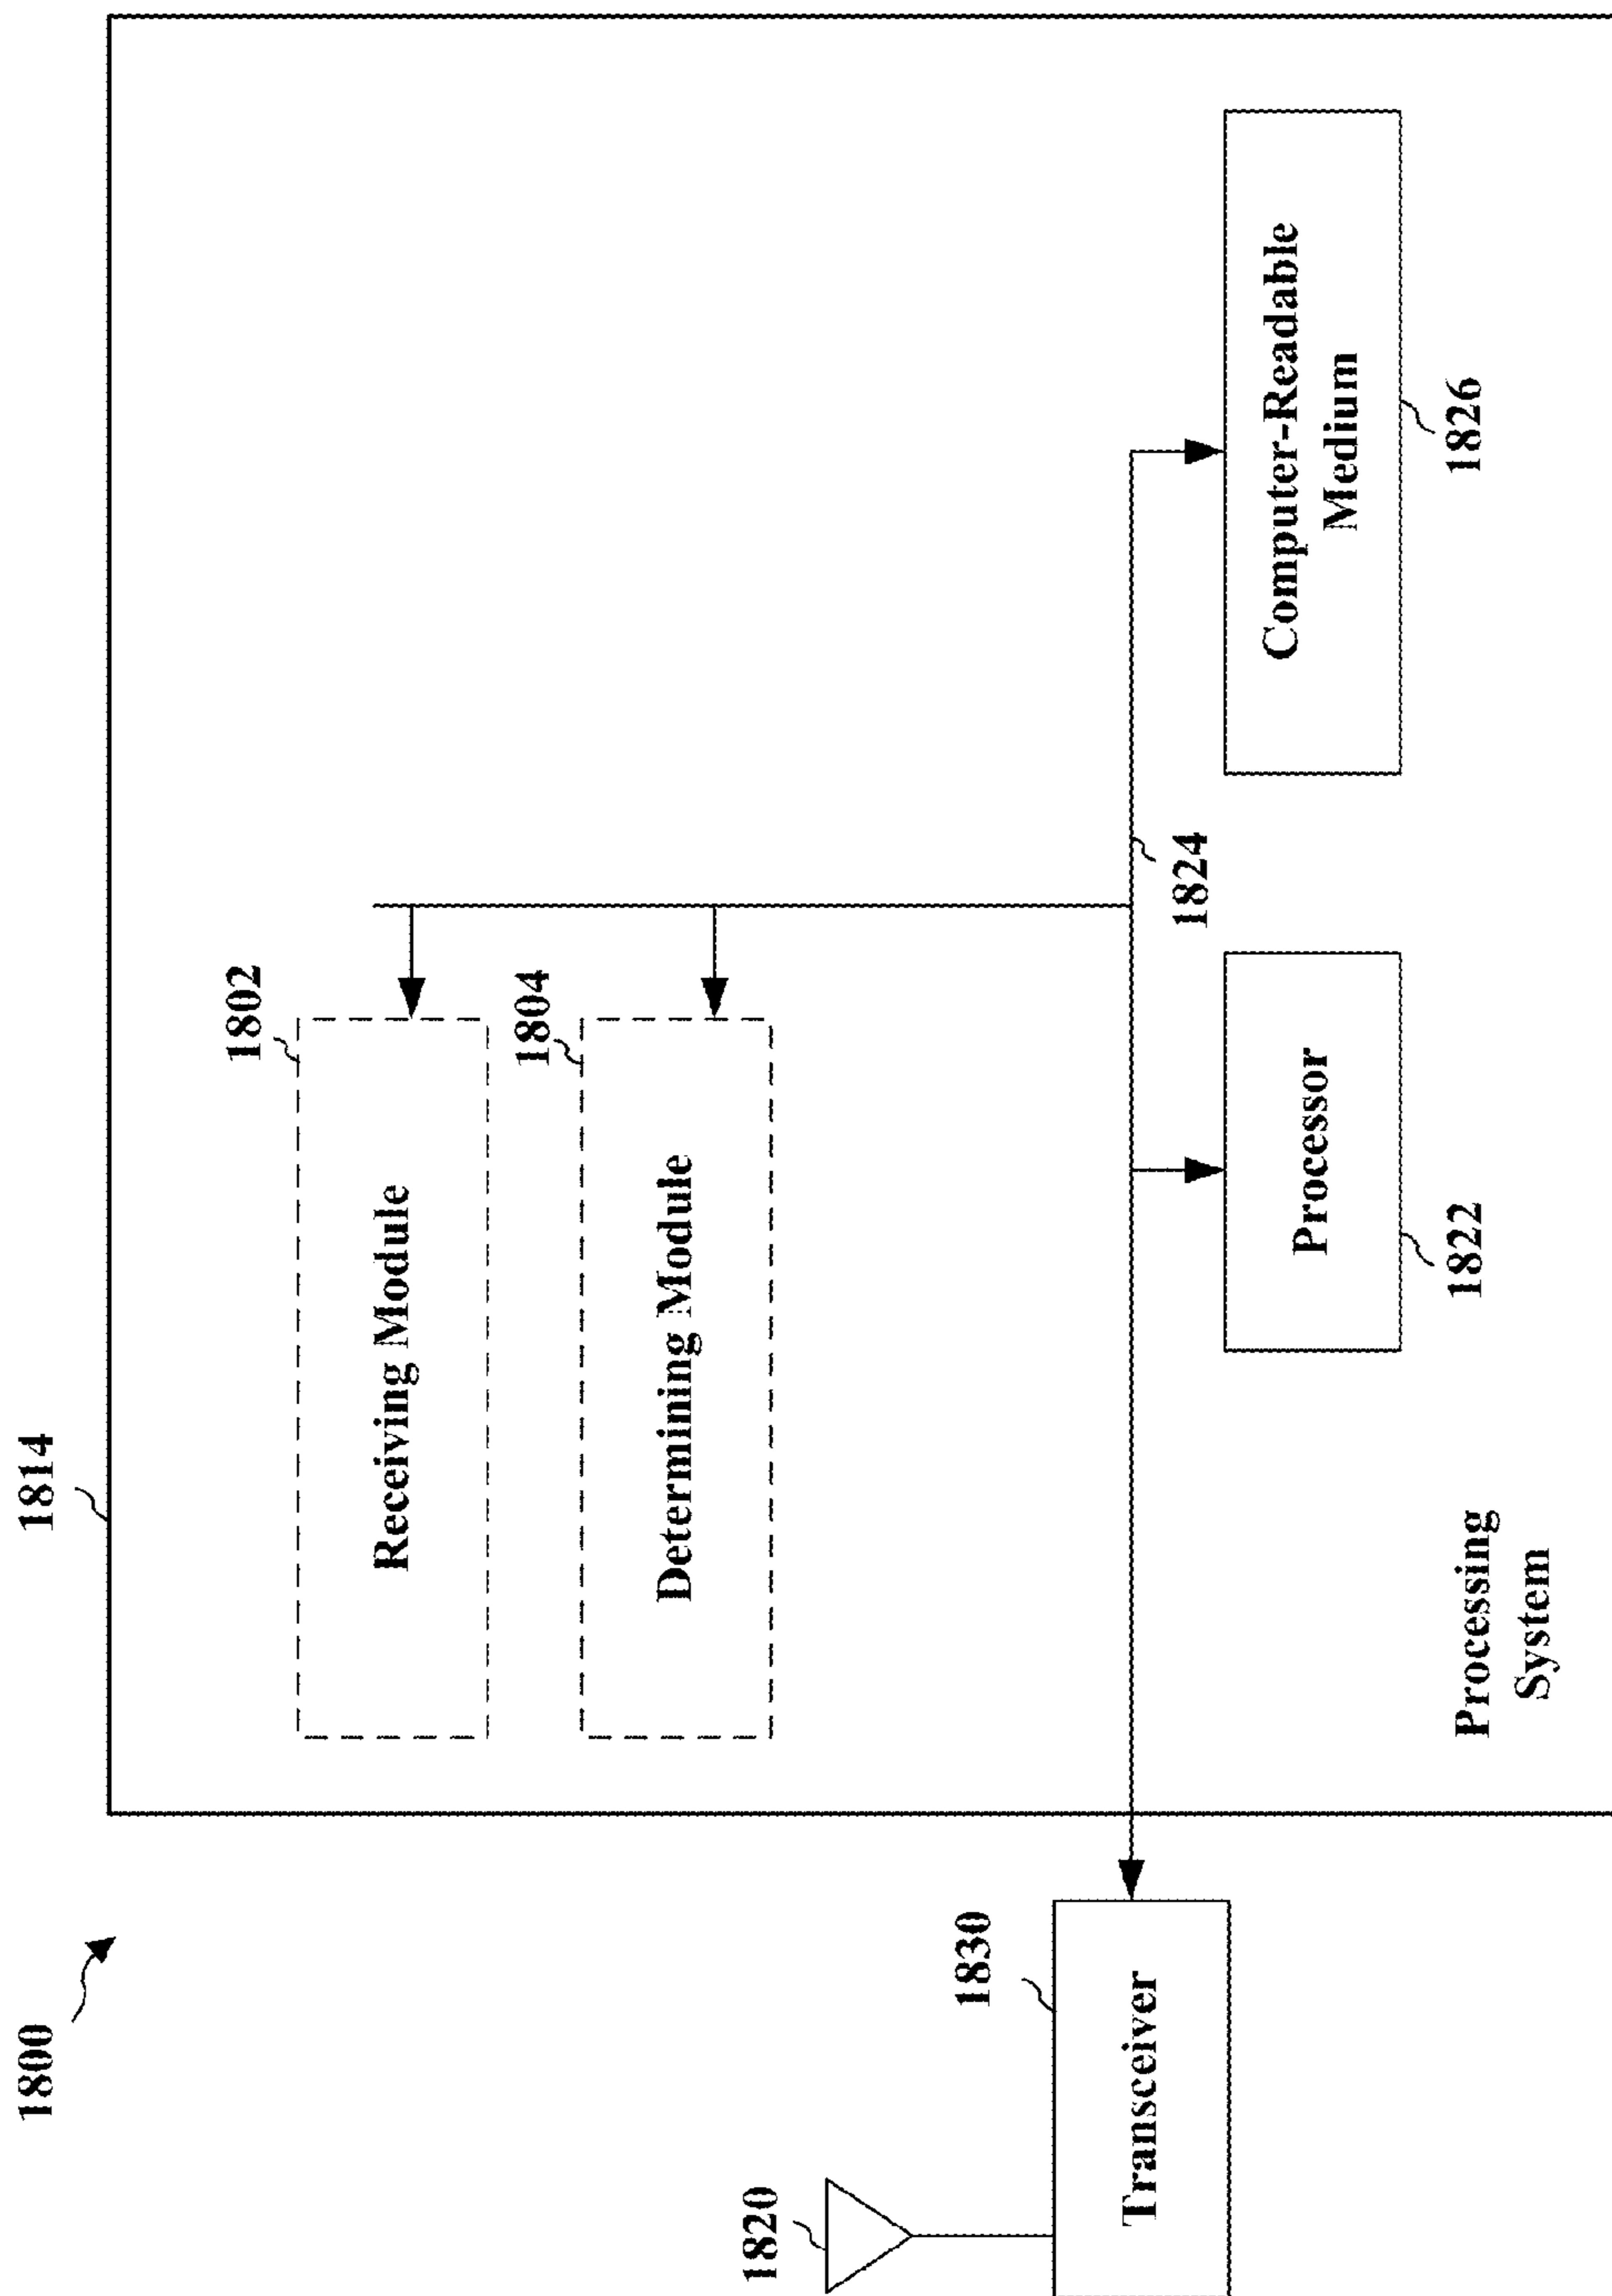 1800
1814
1802
Receiving Module
1804
Determining Module
1820
1830
Transceiver
1824
Processor
1822
Computer-Readable
Medium
1826
Processing
System